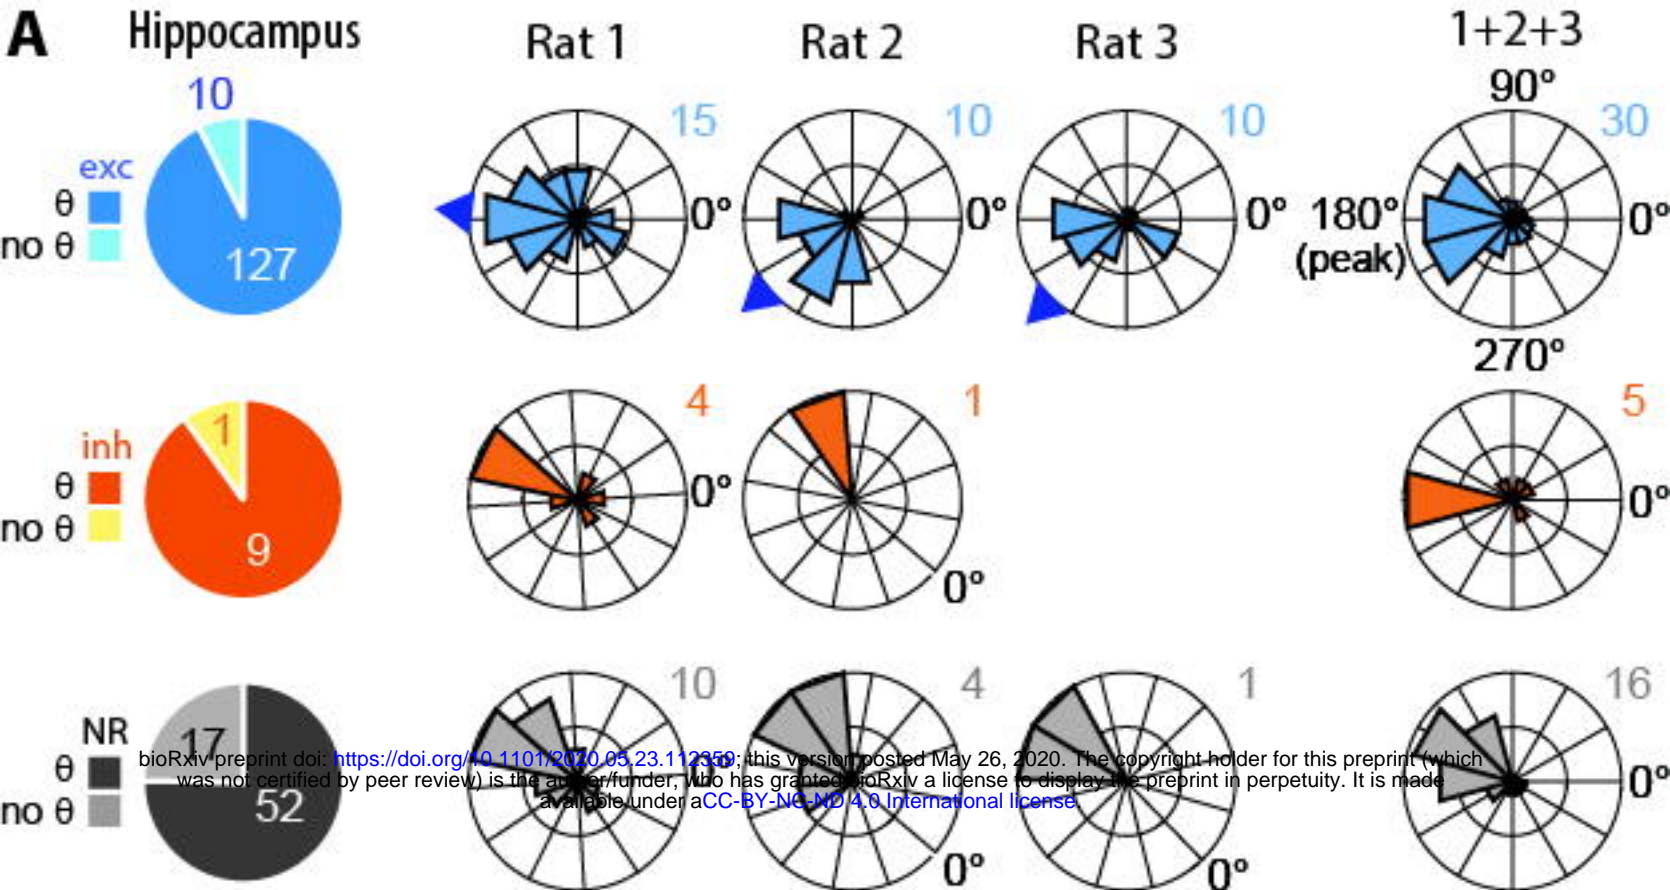 A Hippocampus Rat 1 Rat 2 Rat 3 1+2+3
90°
10 15 10 10 30
exc
θ
no θ
127
0° 0° 0° 180° 0°
(peak)
270°
4 1 5
inh
1
θ
no θ
9
0° 0°
0°
10 4 1 16
NR
17
bioRxiv preprint doi: https://doi.org/10.1101/2020.05.23.112359; this version posted May 26, 2020. The copyright holder for this preprint (which
θ
was not certified by peer review) is the author/funder, who has granted bioRxiv a license to display the preprint in perpetuity. It is made
0°
available under aCC-BY-NC-ND 4.0 International license.
no θ
52
0° 0°